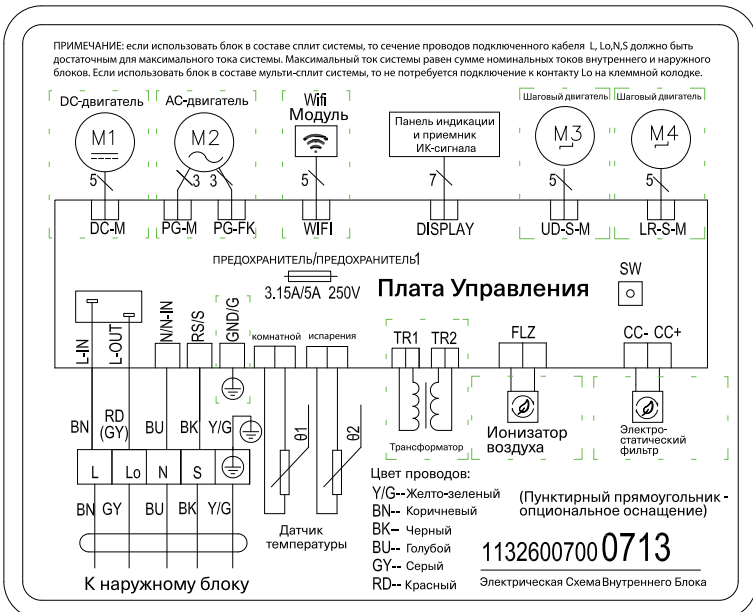 ПРИМЕЧАНИЕ: если использовать блок в составе сплит системы, то сечение проводов подключенного кабеля L, Lo,N,S должно быть
достаточным для максимального тока системы. Максимальный ток системы равен сумме номинальных токов внутреннего и наружного
блоков. Если использовать блок в составе мульти-сплит системы, то не потребуется подключение к контакту Lo на клеммной колодке.
DC-двигатель
AC-двигатель
Wifi
Модуль
Панель индикации
и приемник
ИК-сигнала
Шаговый двигатель
Шаговый двигатель
M1
M2
M3
M4
5
3
3
5
7
5
5
DC-M
PG-M
PG-FK
WIFI
DISPLAY
UD-S-M
LR-S-M
ПРЕДОХРАНИТЕЛЬ/ПРЕДОХРАНИТЕЛЬ1
3.15A/5A 250V
Плата Управления
SW
L-IN
L-OUT
N/N-IN
RS/S
GND/G
комнатной
испарения
TR1
TR2
FLZ
CC- CC+
BN
RD
(GY)
BU
BK
Y/G
θ1
θ2
Трансформатор
Ионизатор
воздуха
Электро-
статический
фильтр
L
Lo
N
S
BN
GY
BU
BK
Y/G
Датчик
температуры
К наружному блоку
Цвет проводов:
Y/G--Желто-зеленый
BN-- Коричневый
BK-- Черный
BU-- Голубой
GY-- Серый
RD-- Красный
(Пунктирный прямоугольник -
опциональное оснащение)
1132600700 0713
Электрическая Схема Внутреннего Блока